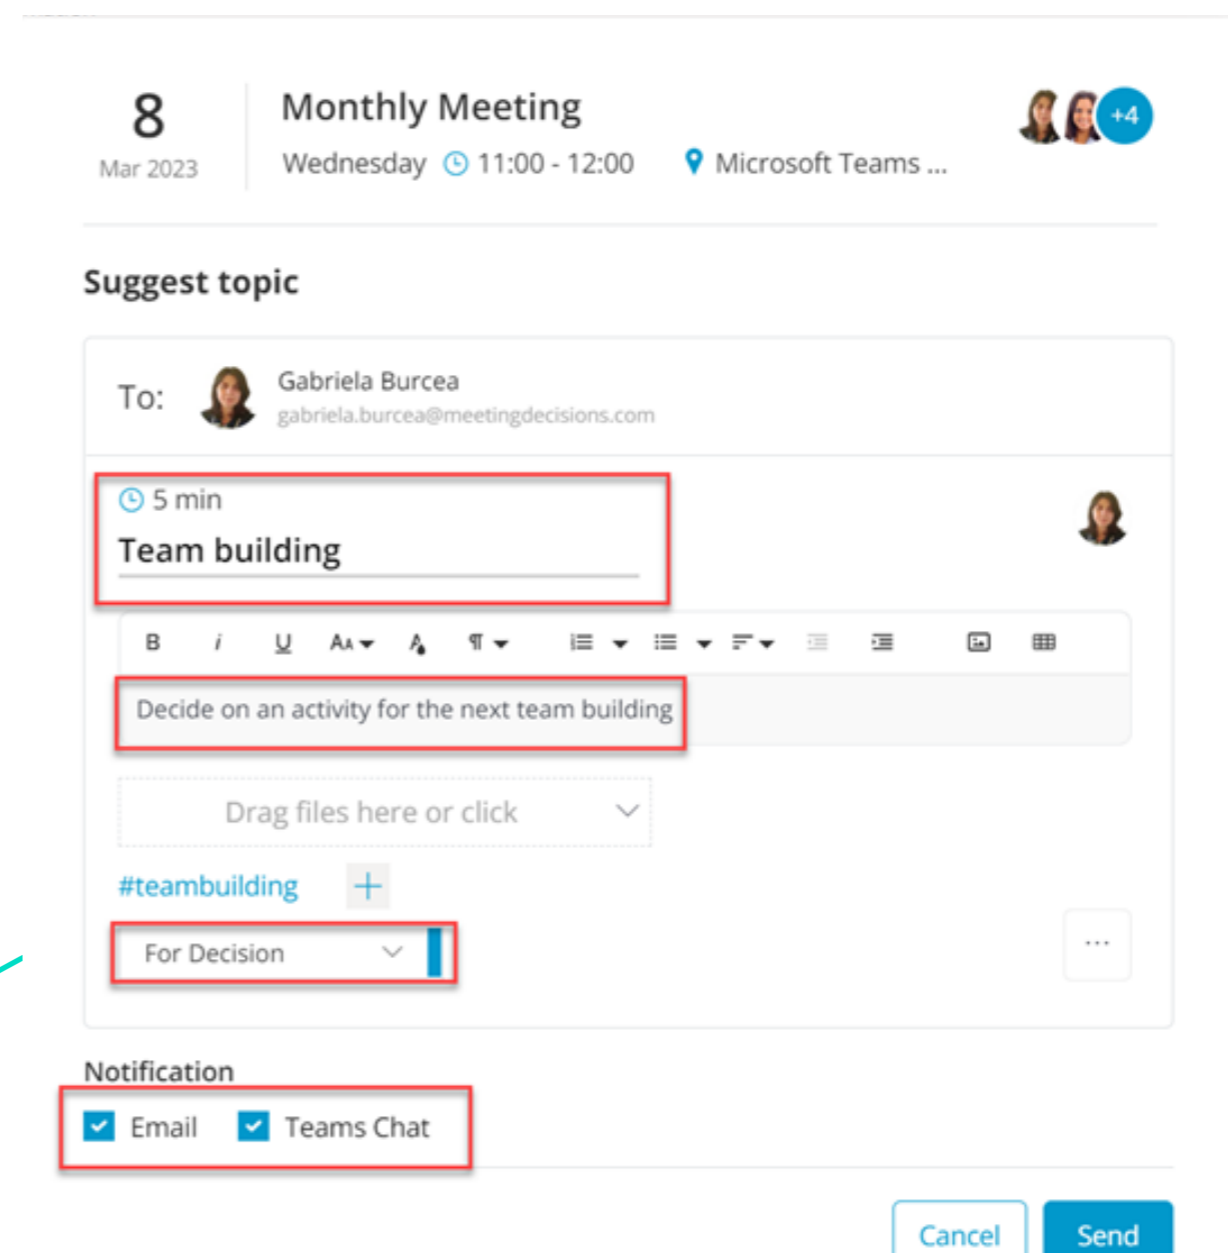 8
Mar 2023
Monthly Meeting
Wednesday 11:00 - 12:00 Microsoft Teams ...
+4
Suggest topic
To:
Gabriela Burcea
gabriela.burcea@meetingdecisions.com
5 min
Team building
B i U AA A ¶
Decide on an activity for the next team building
Drag files here or click
#teambuilding +
For Decision
...
Notification
Email Teams Chat
Cancel Send